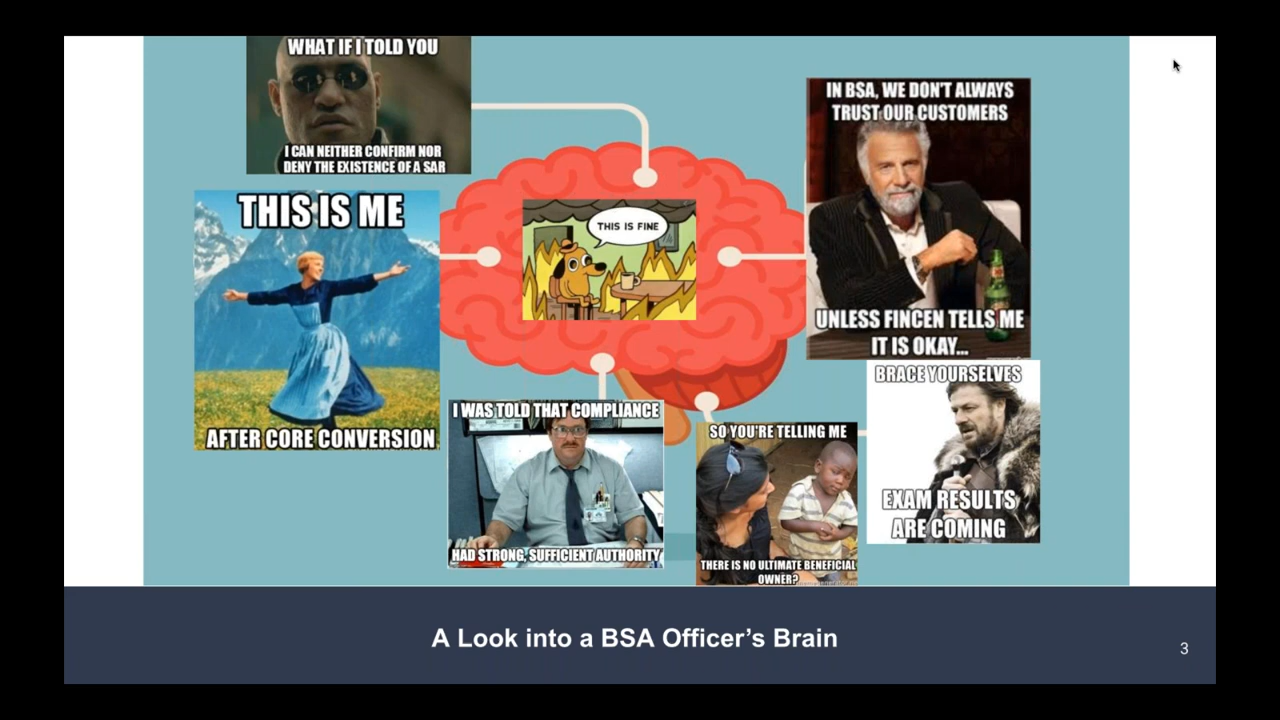 WHAT IF I TOLD YOU
I CAN NEITHER CONFIRM NOR
DENY THE EXISTENCE OF A SAR
THIS IS ME
AFTER CORE CONVERSION
THIS IS FINE
IN BSA, WE DON'T ALWAYS
TRUST OUR CUSTOMERS
UNLESS FINCEN TELLS ME
IT IS OKAY...
I WAS TOLD THAT COMPLIANCE
HAD STRONG, SUFFICIENT AUTHORITY
SO YOU'RE TELLING ME
THERE IS NO ULTIMATE BENEFICIAL
OWNER?
BRACE YOURSELVES
EXAM RESULTS
ARE COMING
A Look into a BSA Officer's Brain
3